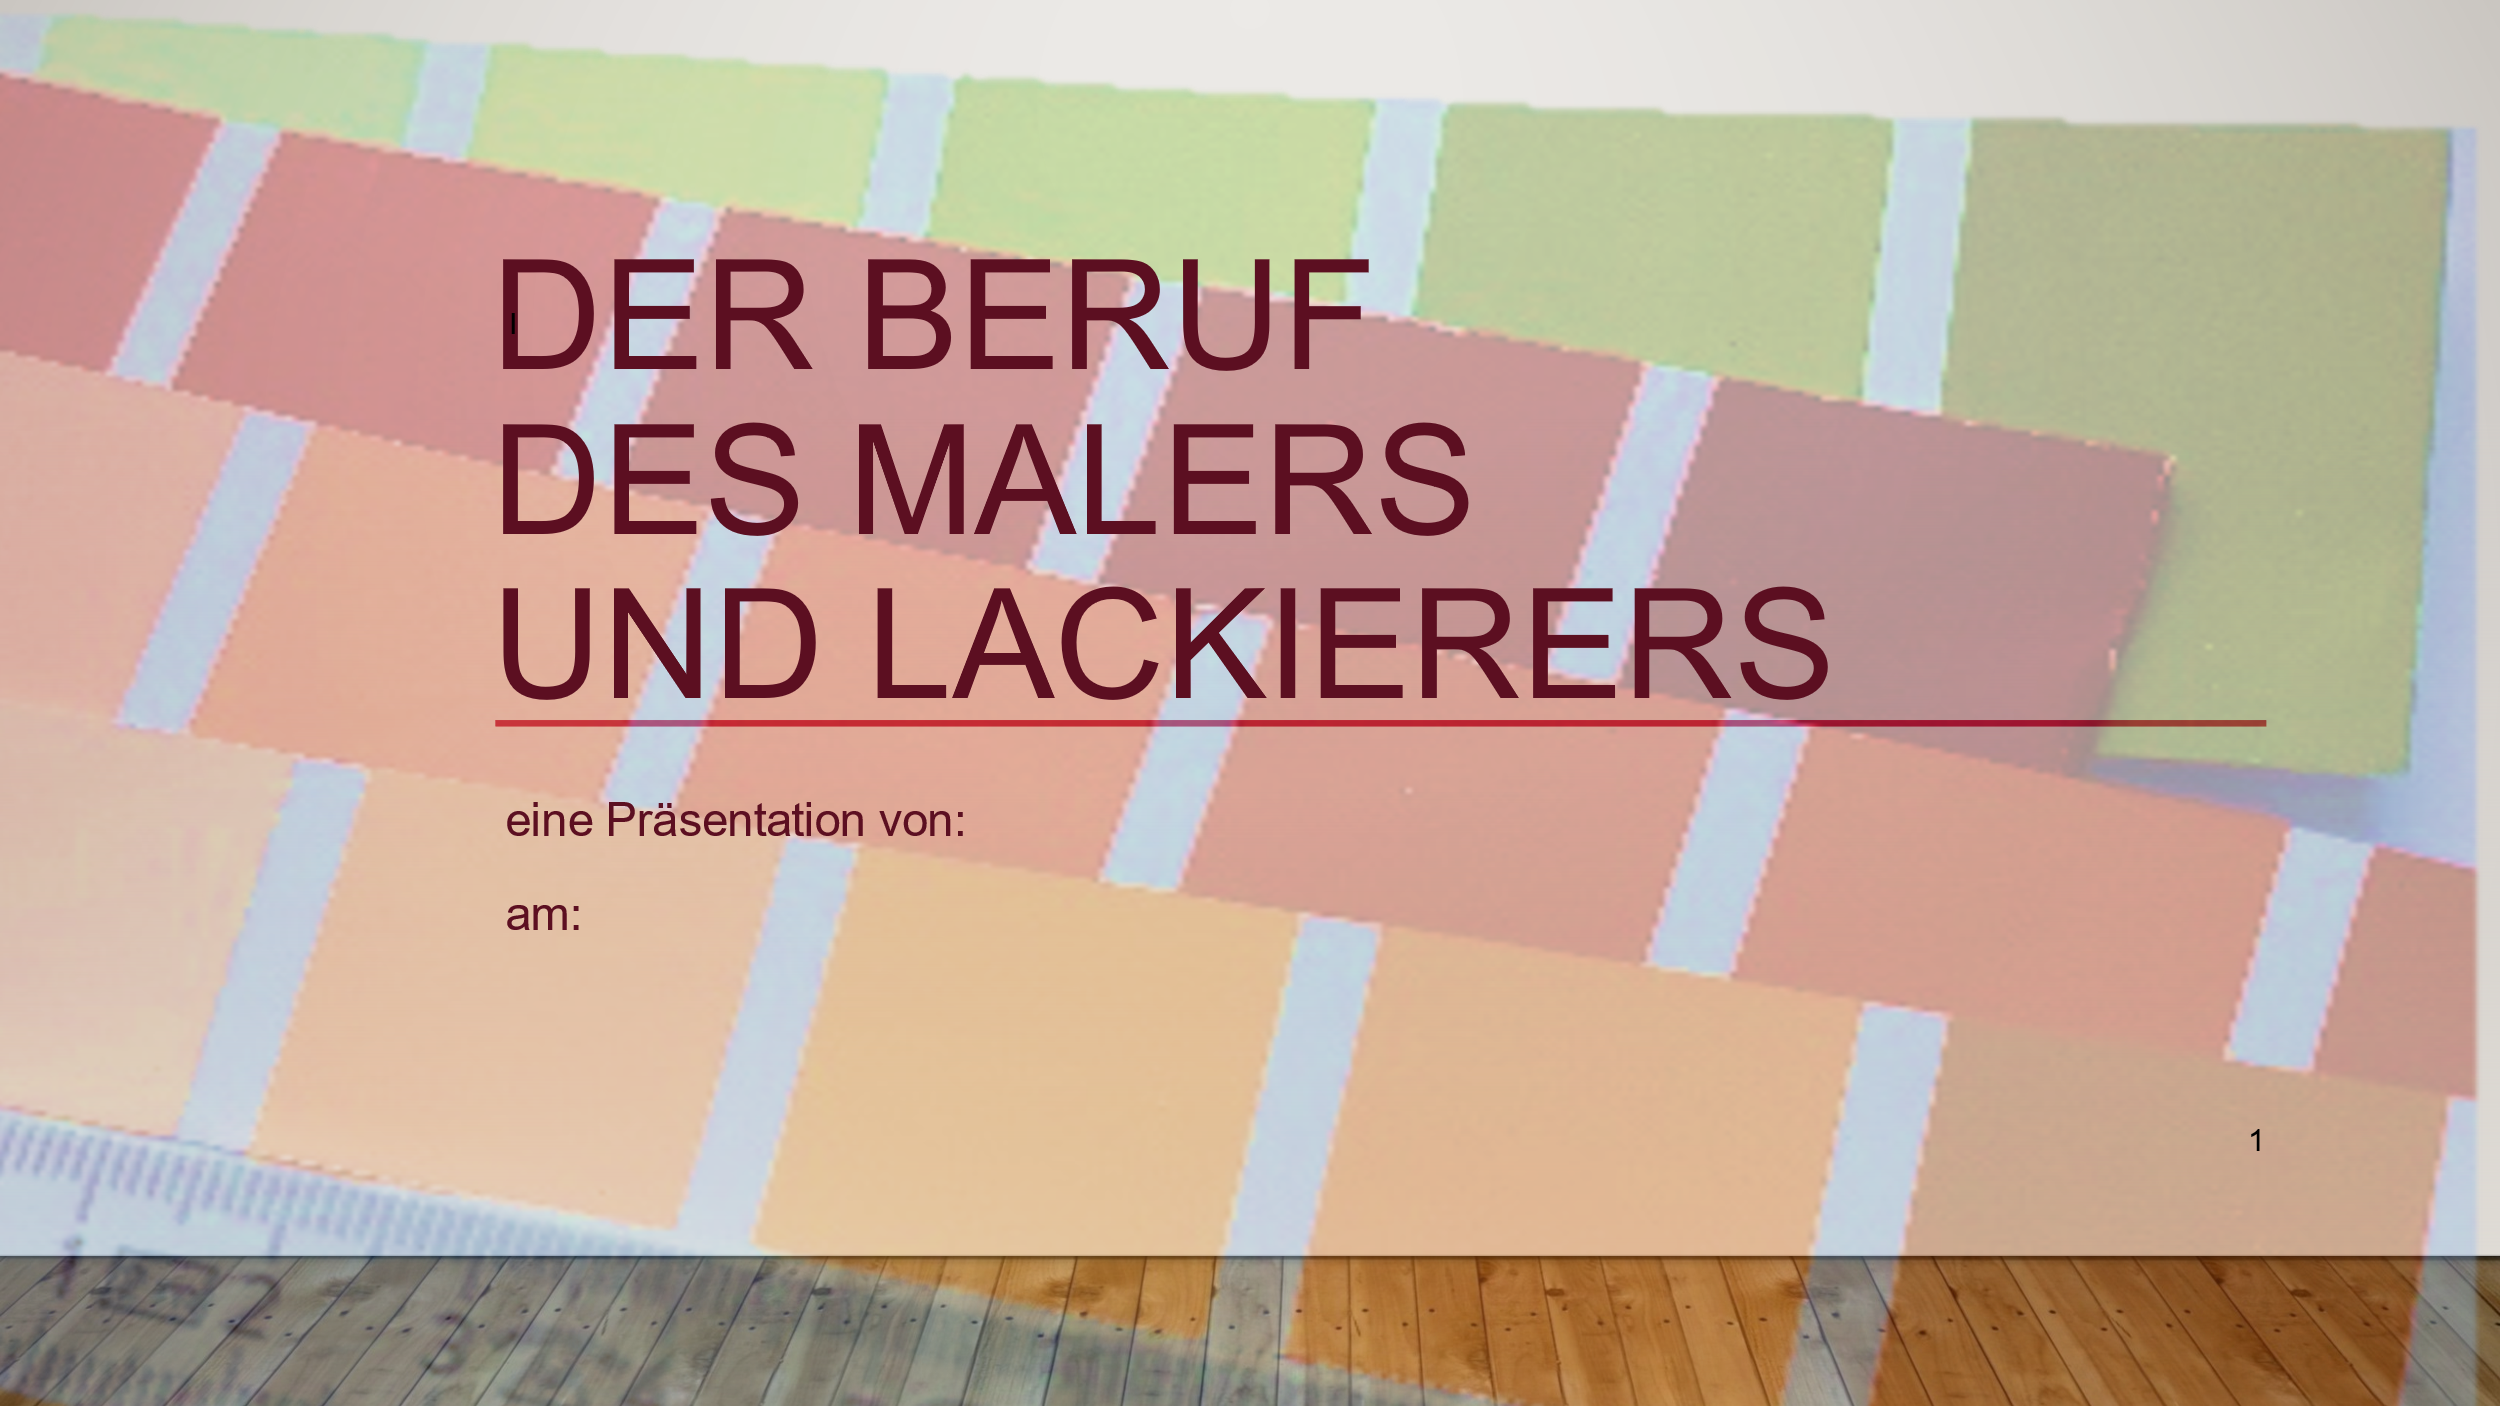 DER BERUF
DES MALERS
UND LACKIERERS
eine Präsentation von:
am:
1